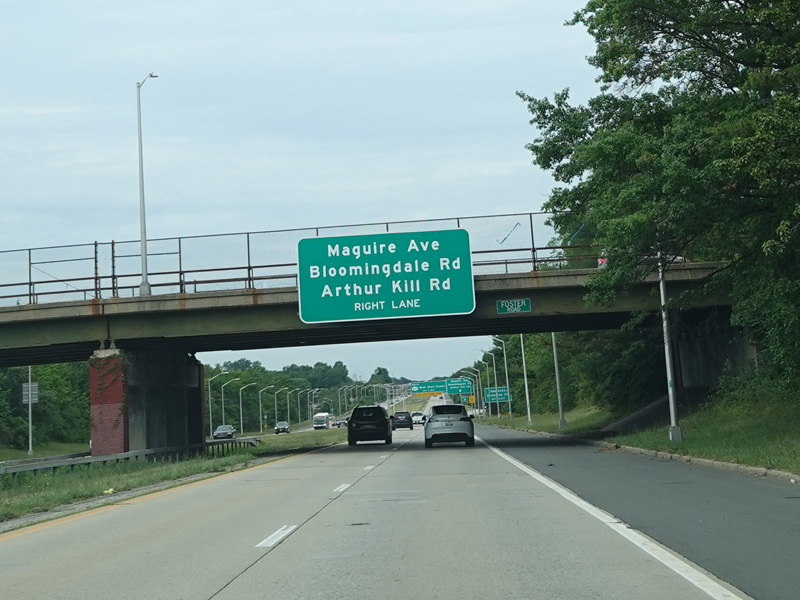 Maguire Ave
Bloomingdale Rd
Arthur Kill Rd
RIGHT LANE
FOSTER
ROAD